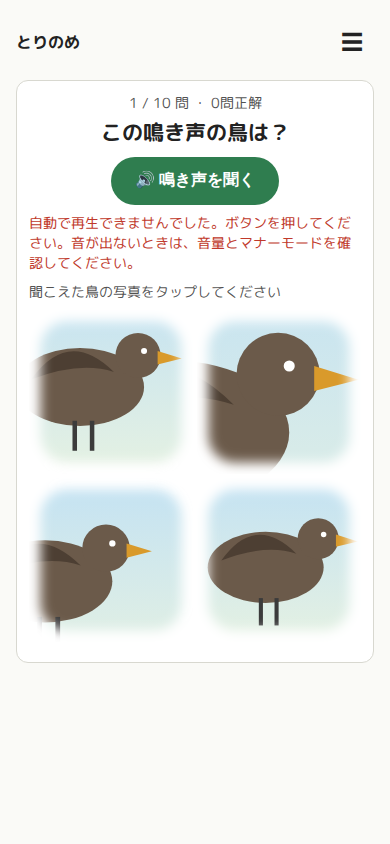 とりのめ
☰
1 / 10 問 · 0問正解
この鳴き声の鳥は？
🔊 鳴き声を聞く
自動で再生できませんでした。ボタンを押してくだ
さい。音が出ないときは、音量とマナーモードを確
認してください。
聞こえた鳥の写真をタップしてください